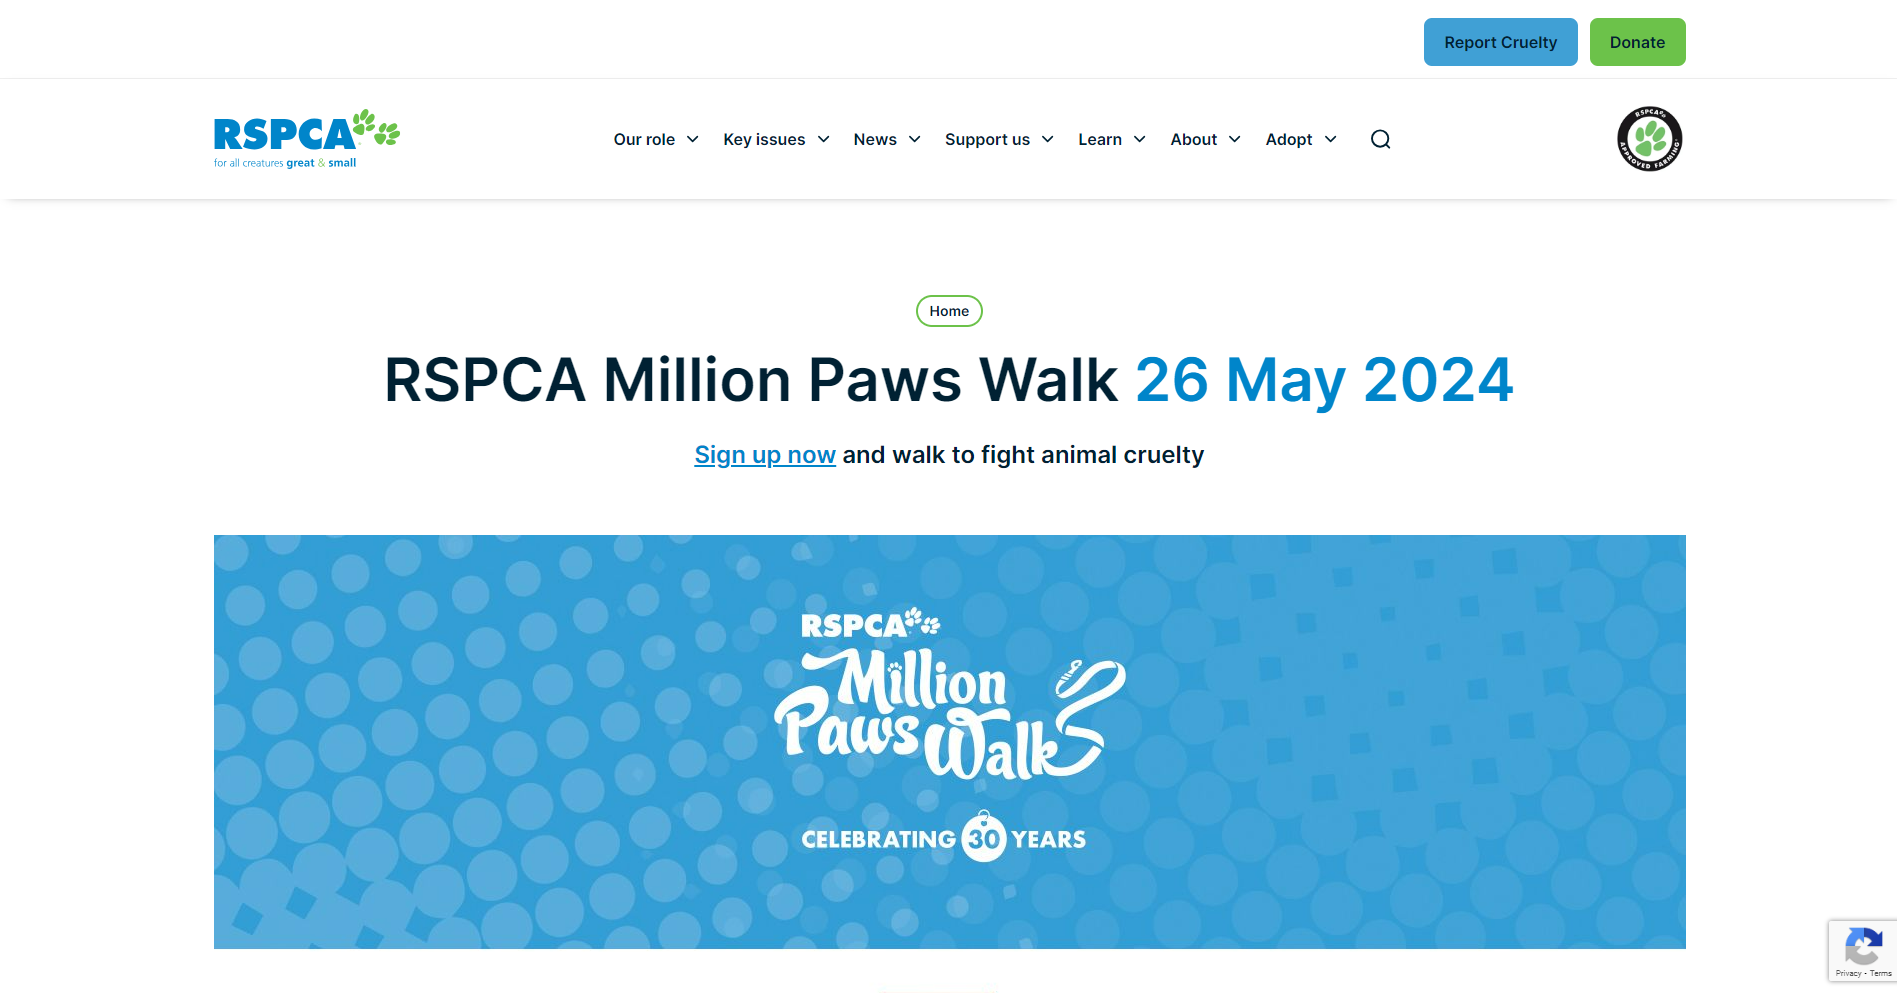 Report Cruelty
Donate
RSPCA
for all creatures great & small
Our role
Key issues
News
Support us
Learn
About
Adopt
RSPCA
APPROVED FARMING
Home
RSPCA Million Paws Walk 26 May 2024
Sign up now and walk to fight animal cruelty
RSPCA
Million
Paws Walk
CELEBRATING 30 YEARS
Privacy - Terms